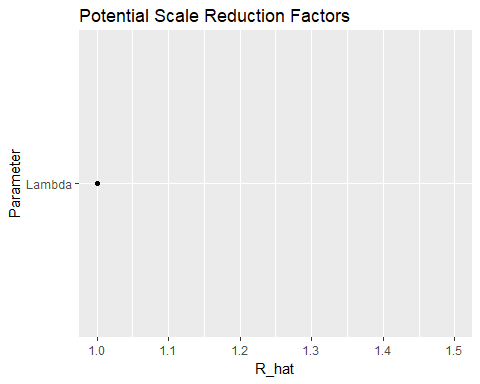 Potential Scale Reduction Factors
Parameter
Lambda
1.0 1.1 1.2 1.3 1.4 1.5
R_hat